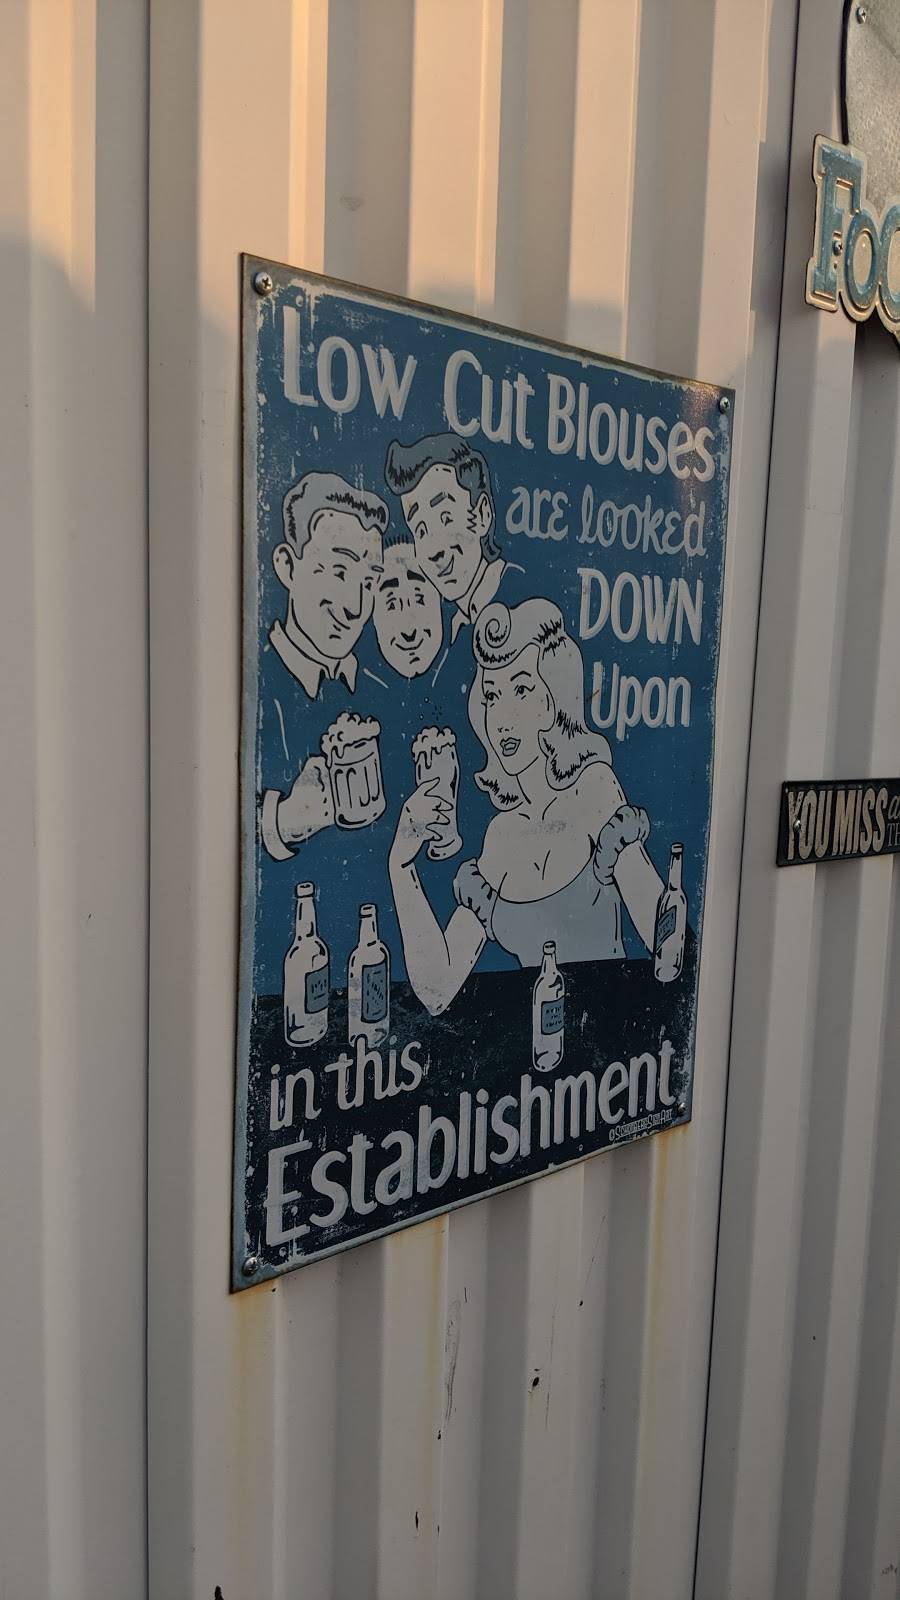 Low Cut Blouses
are looked
DOWN
Upon
in this
Establishment
YOU MISS